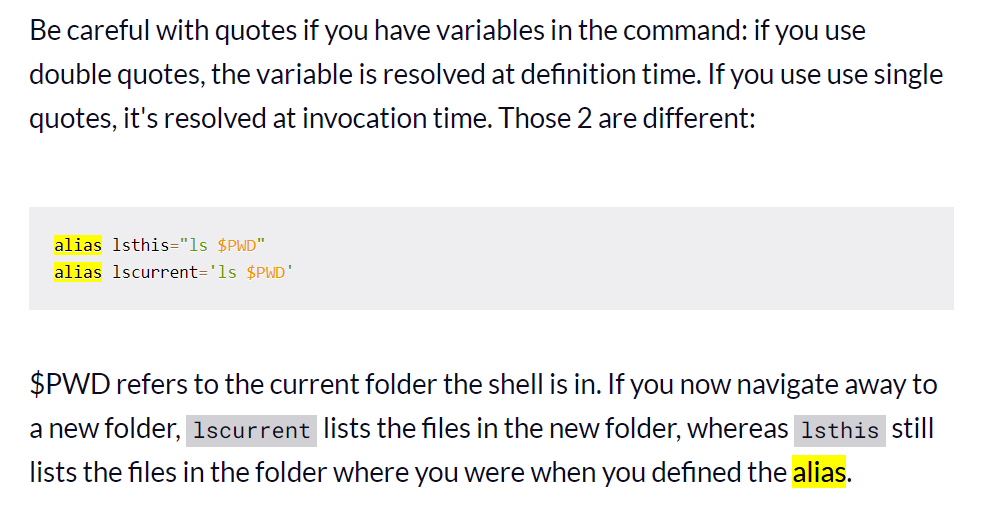 Be careful with quotes if you have variables in the command: if you use
double quotes, the variable is resolved at definition time. If you use use single
quotes, it's resolved at invocation time. Those 2 are different:
alias lsthis="ls $PWD"
alias lscurrent='ls $PWD'
$PWD refers to the current folder the shell is in. If you now navigate away to
a new folder, lscurrent lists the files in the new folder, whereas lsthis still
lists the files in the folder where you were when you defined the alias.